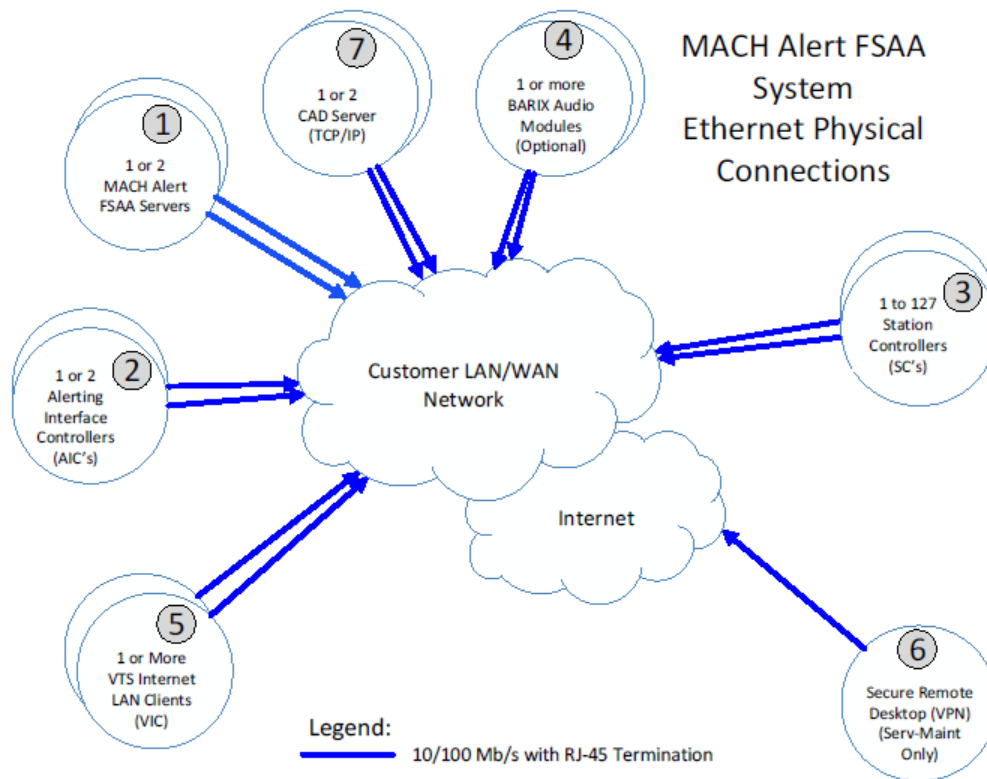 MACH Alert FSAA
System
Ethernet Physical
Connections
1
1 or 2
MACH Alert
FSAA Servers
7
1 or 2
CAD Server
(TCP/IP)
4
1 or more
BARIX Audio
Modules
(Optional)
3
1 to 127
Station
Controllers
(SC's)
2
1 or 2
Alerting
Interface
Controllers
(AIC's)
Customer LAN/WAN
Network
Internet
5
1 or More
VTS Internet
LAN Clients
(VIC)
6
Secure Remote
Desktop (VPN)
(Serv-Maint
Only)
Legend:
10/100 Mb/s with RJ-45 Termination